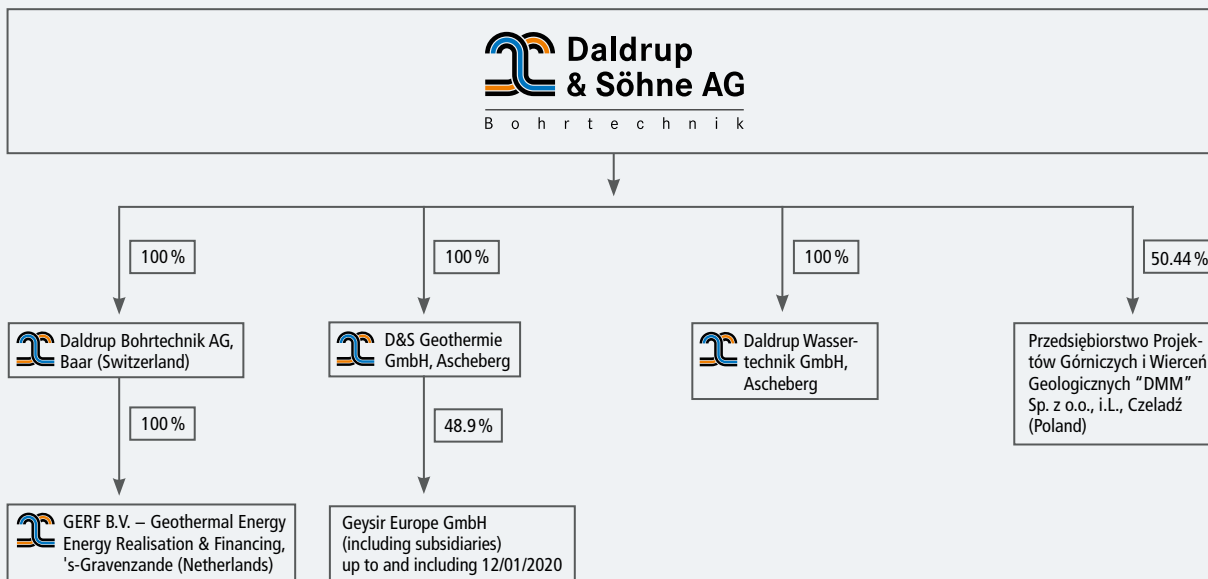 Daldrup
& Söhne AG
Bohrtechnik
100 %
100 %
100 %
50.44 %
Daldrup Bohrtechnik AG,
Baar (Switzerland)
D&S Geothermie
GmbH, Ascheberg
Daldrup Wasser-
technik GmbH,
Ascheberg
Przedsiębiorstwo Projek-
tów Górniczych i Wierceń
Geologicznych "DMM"
Sp. z o.o., i.L., Czeladź
(Poland)
100 %
48.9 %
GERF B.V. – Geothermal Energy
Energy Realisation & Financing,
's-Gravenzande (Netherlands)
Geysir Europe GmbH
(including subsidiaries)
up to and including 12/01/2020